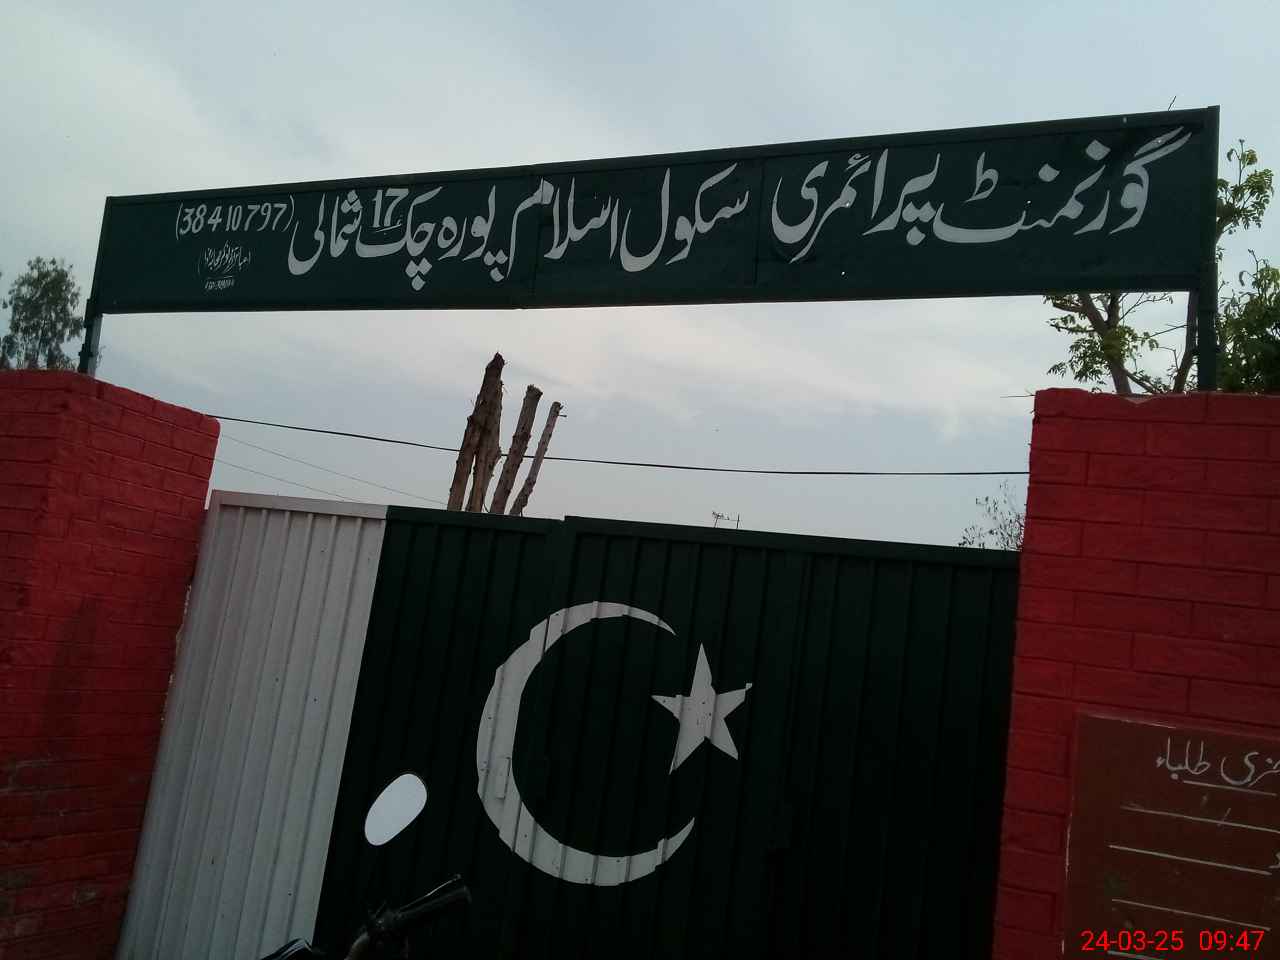 گورنمنٹ پرائمری سکول اسلام پورہ چک 17 شمالی (38410797)
طلباء
24-03-25 09:47